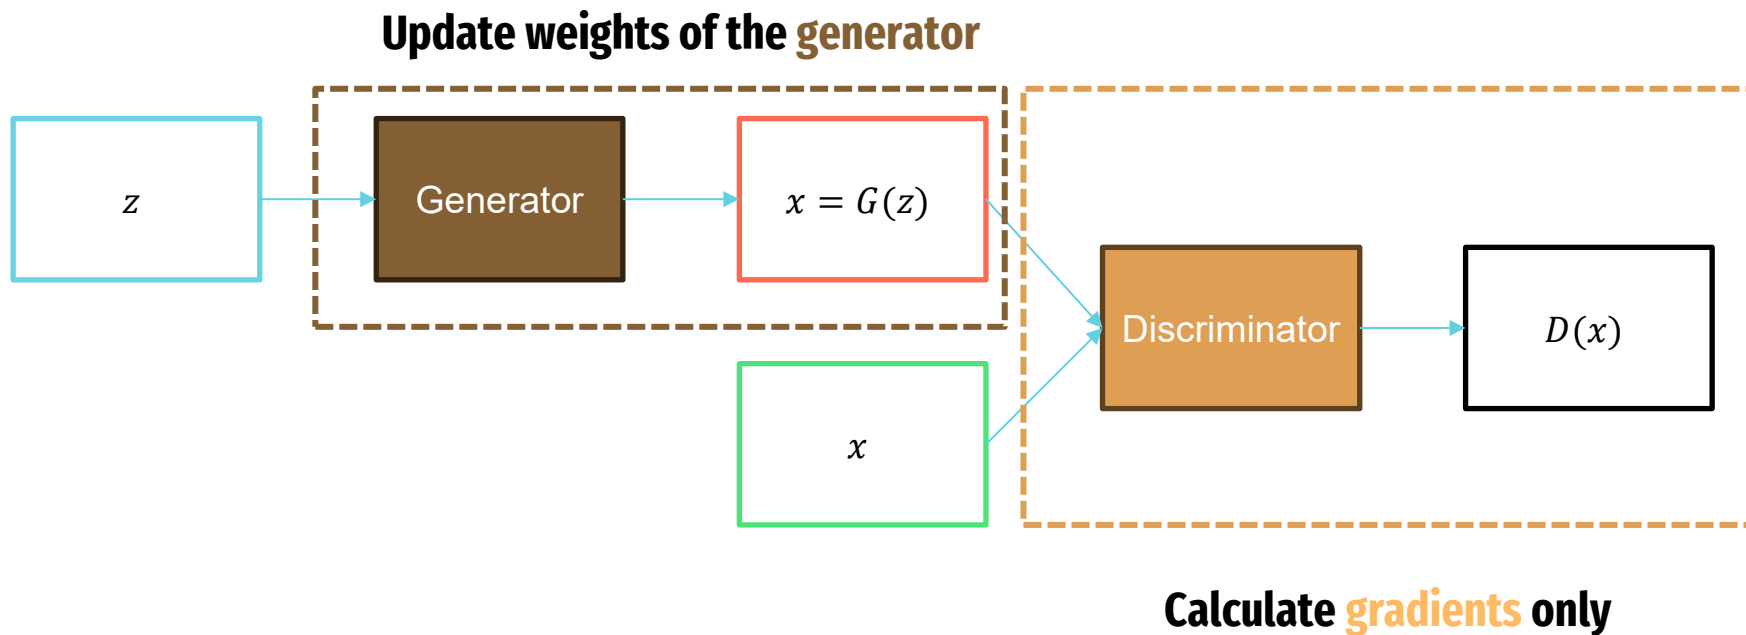 Update weights of the generator
z
Generator
x = G(z)
Discriminator
D(x)
x
Calculate gradients only